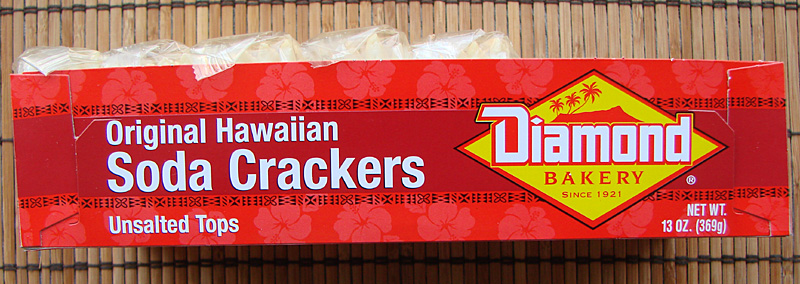 Original Hawaiian
Soda Crackers
Unsalted Tops
Diamond
BAKERY
SINCE 1921
®
NET WT.
13 OZ. (369g)